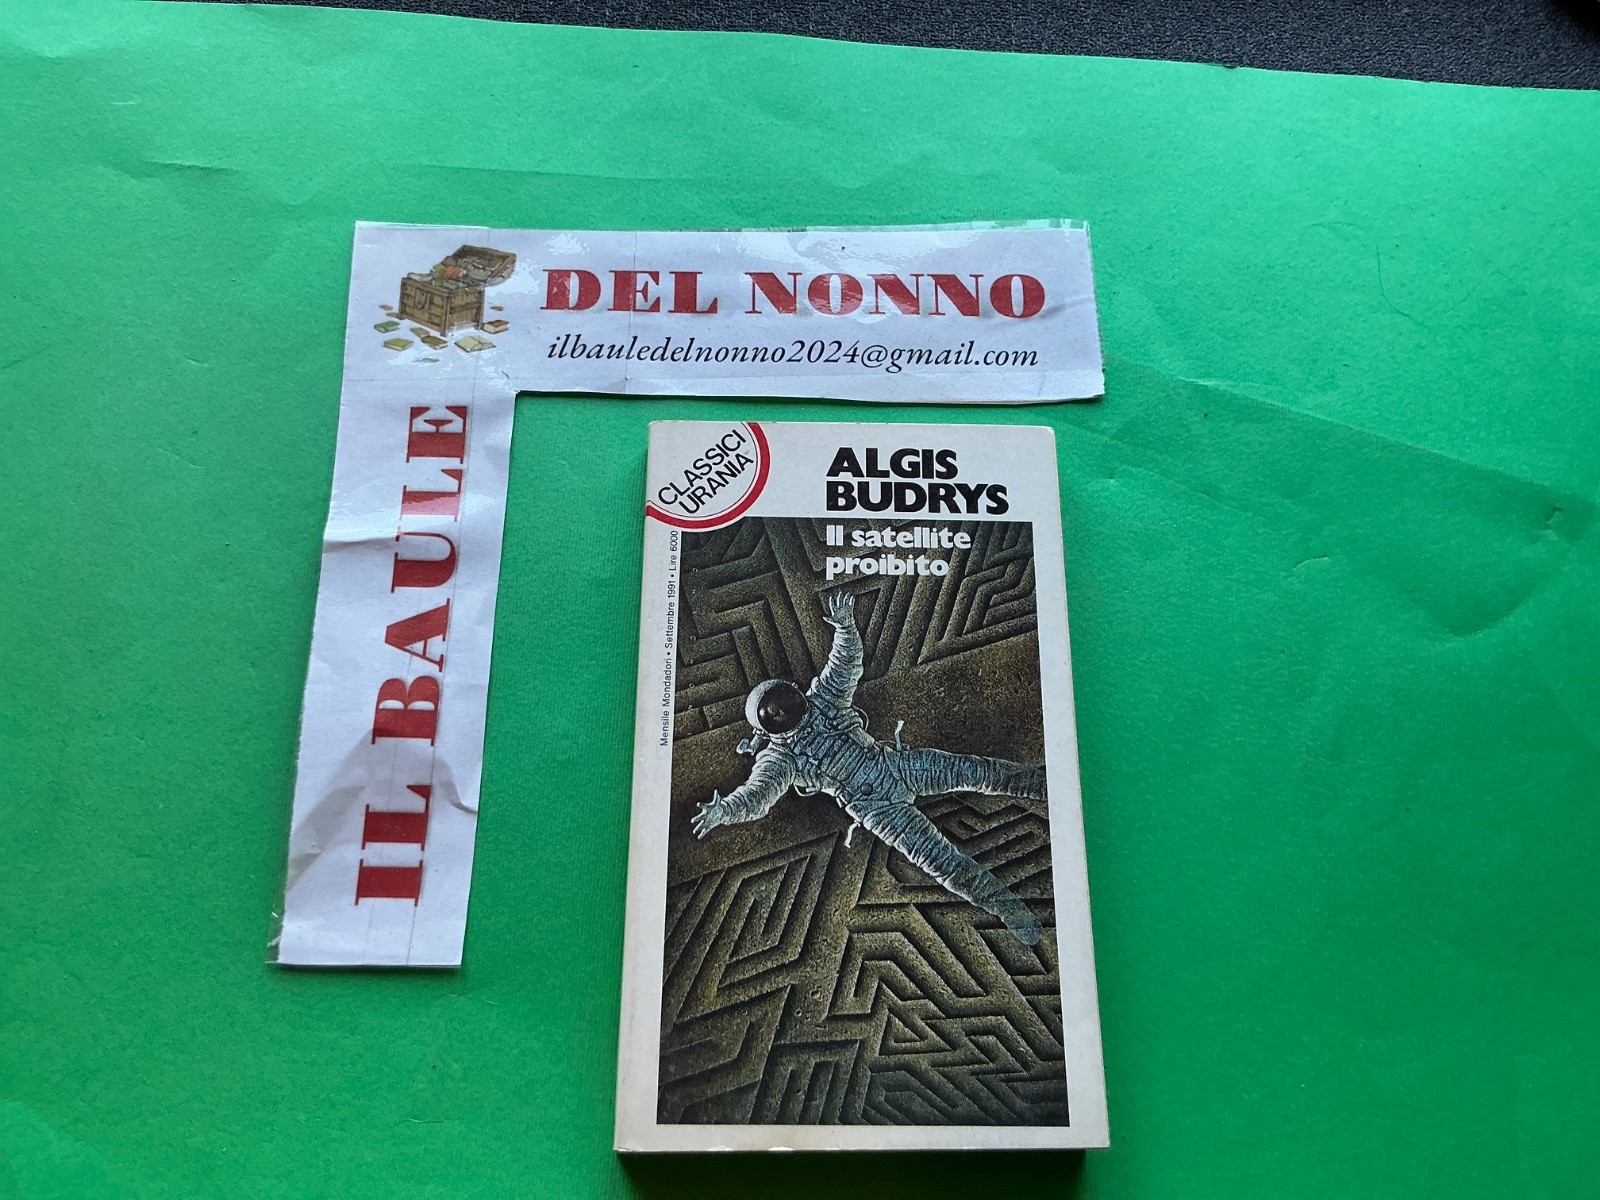 DEL NONNO
ilbauledelnonno2024@gmail.com
IL BAULE
CLASSICI
URANIA
ALGIS
BUDRYS
Il satellite
proibito
Mensile Mondadori • Settembre 1991 • Lire 6000